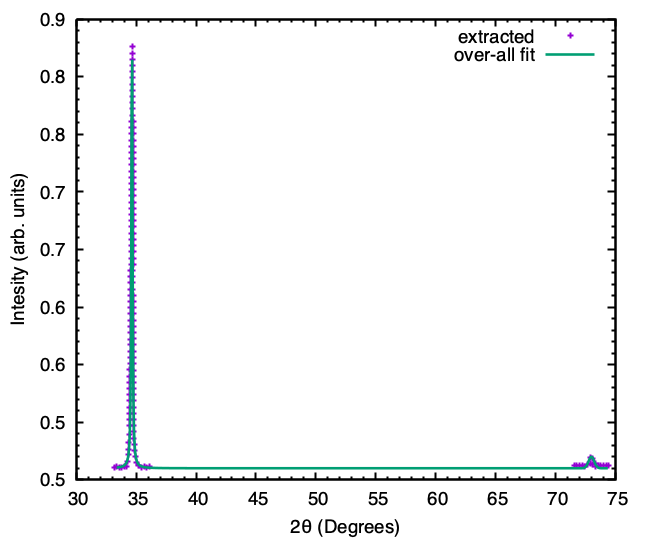 0.9
0.8
0.8
0.7
0.7
0.6
0.6
0.5
0.5
30 35 40 45 50 55 60 65 70 75
Intesity (arb. units)
2θ (Degrees)
extracted
over-all fit